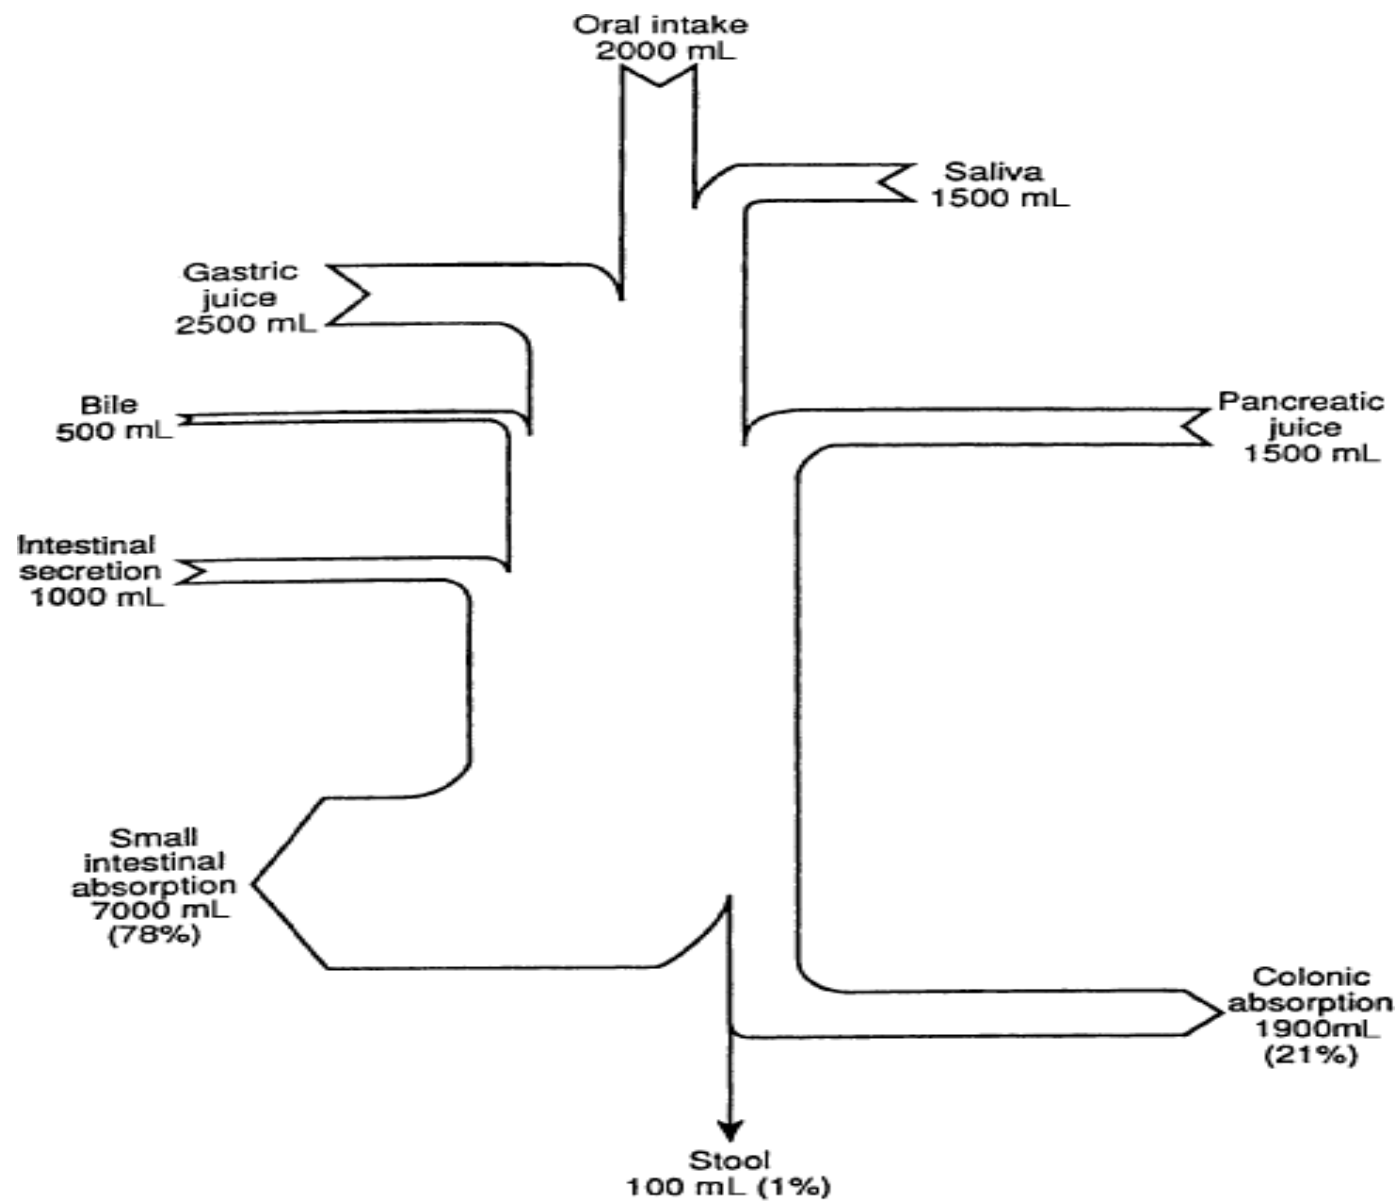 Oral intake
2000 mL
Saliva
1500 mL
Gastric
juice
2500 mL
Bile
500 mL
Pancreatic
juice
1500 mL
Intestinal
secretion
1000 mL
Small
intestinal
absorption
7000 mL
(78%)
Colonic
absorption
1900mL
(21%)
Stool
100 mL (1%)